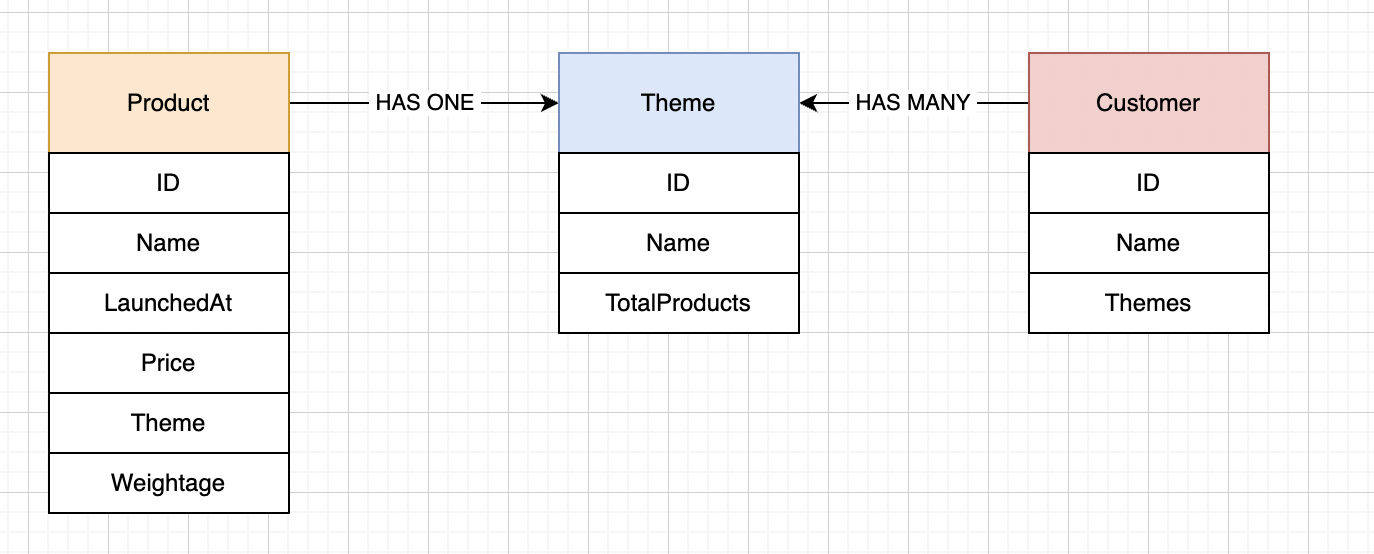 Product
HAS ONE
Theme
HAS MANY
Customer
ID
Name
LaunchedAt
Price
Theme
Weightage
ID
Name
TotalProducts
ID
Name
Themes